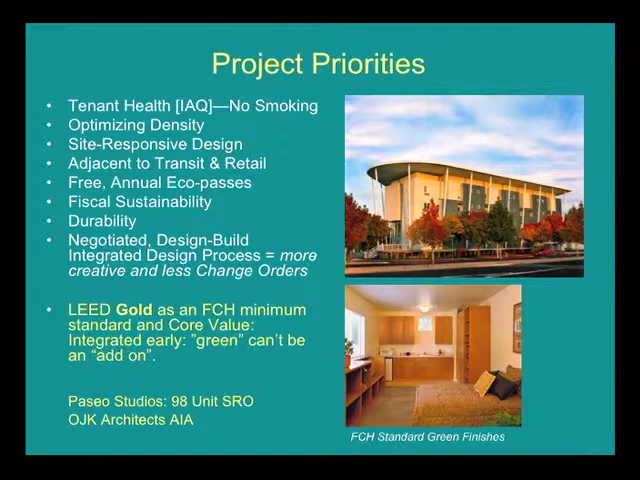 Project Priorities
• Tenant Health [IAQ]—No Smoking
• Optimizing Density
• Site-Responsive Design
• Adjacent to Transit & Retail
• Free, Annual Eco-passes
• Fiscal Sustainability
• Durability
• Negotiated, Design-Build
Integrated Design Process = more
creative and less Change Orders
• LEED Gold as an FCH minimum
standard and Core Value:
Integrated early: ”green” can’t be
an “add on”.
Paseo Studios: 98 Unit SRO
OJK Architects AIA
FCH Standard Green Finishes